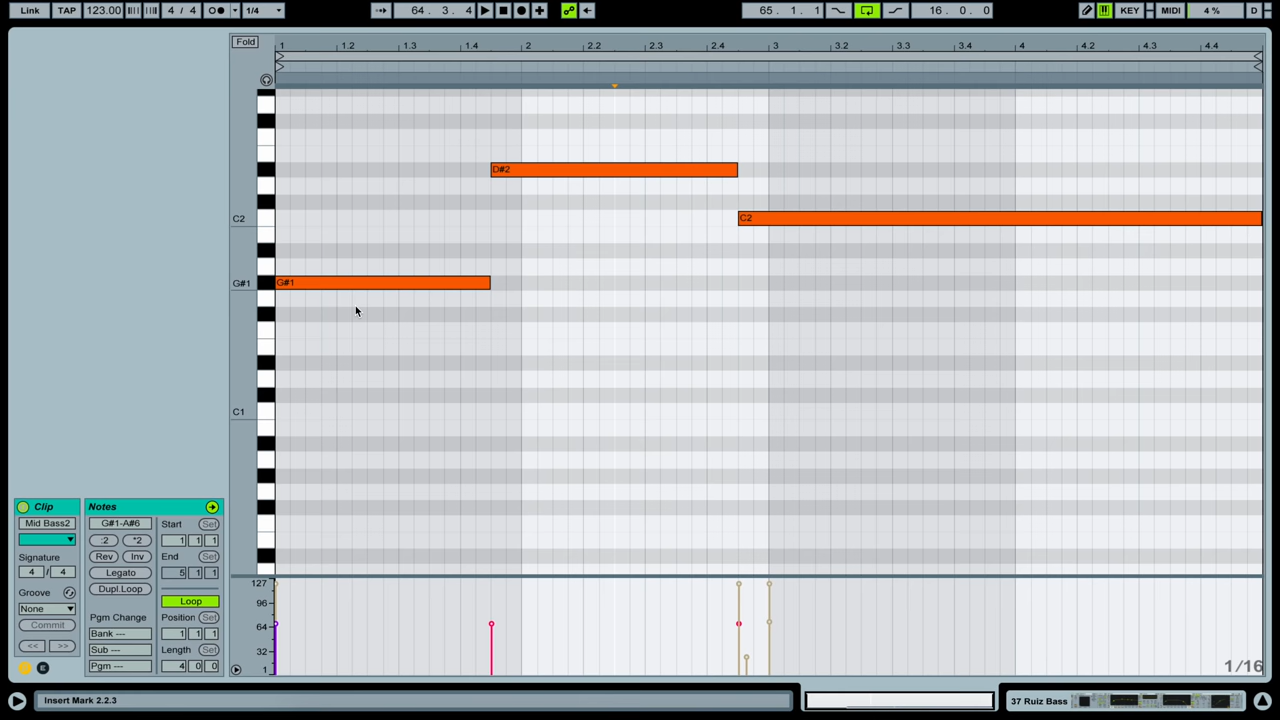 Link TAP 123.00 4 / 4 1/4 64 . 3 . 4 65 . 1 . 1 16 . 0 . 0 KEY MIDI 4 % D
Fold
1 1.2 1.3 1.4 2 2.2 2.3 2.4 3 3.2 3.3 3.4 4 4.2 4.3 4.4
D#2
C2 C2
G#1 G#1
C1
Clip
Mid Bass2
Signature
4 / 4
Groove
None
Commit
<< >>
E
Notes
G#1-A#6
:2 *2
Rev Inv
Legato
Dupl.Loop
Pgm Change
Bank ---
Sub ---
Pgm ---
Start Set
1 1 1
End Set
5 1 1
Loop
Position Set
1 1 1
Length Set
4 0 0
127
96
64
32
1
1/16
Insert Mark 2.2.3
37 Ruiz Bass